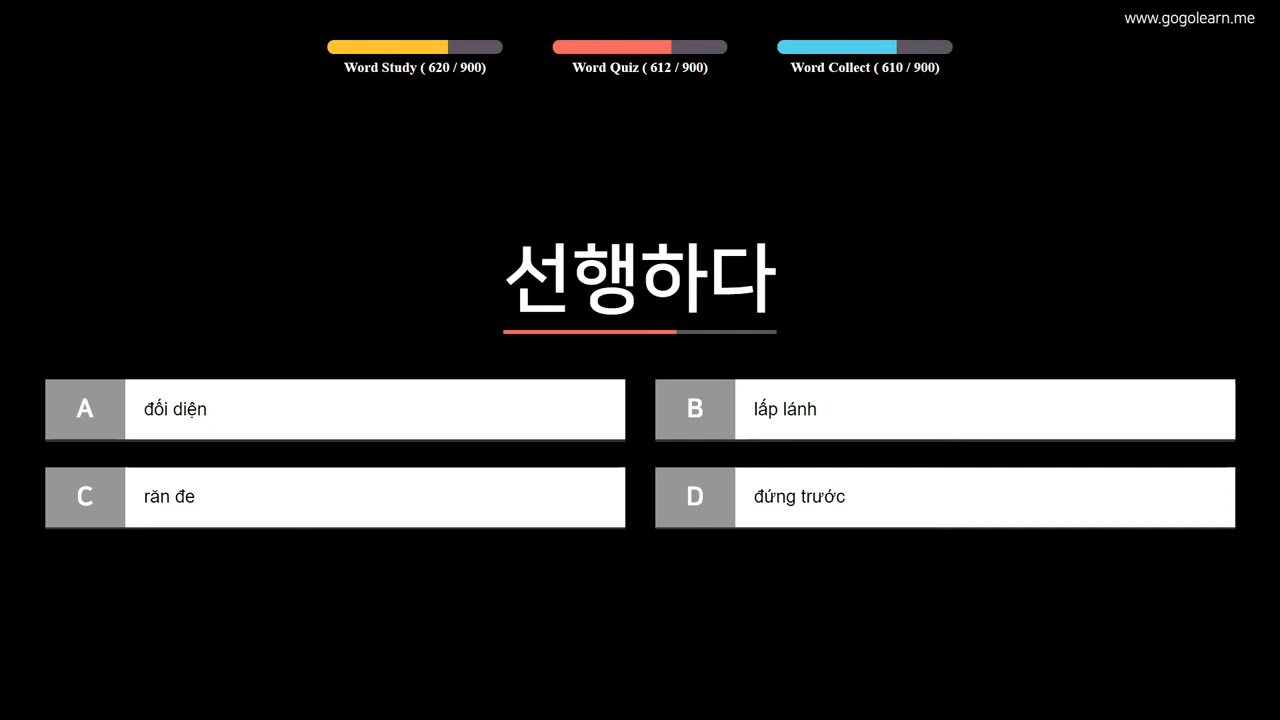 www.gogolearn.me
Word Study ( 620 / 900)
Word Quiz ( 612 / 900)
Word Collect ( 610 / 900)
선행하다
A đối diện
B lấp lánh
C răn đe
D đứng trước